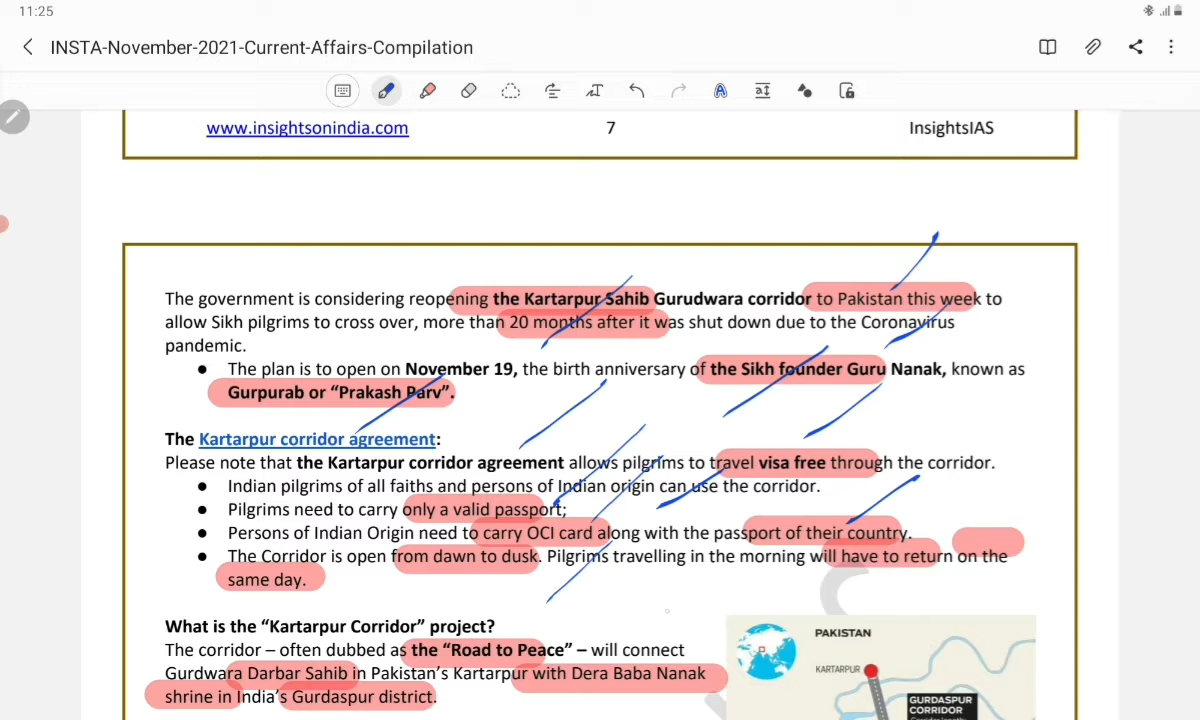 11:25
INSTA-November-2021-Current-Affairs-Compilation
www.insightsonindia.com 7 InsightsIAS
The government is considering reopening the Kartarpur Sahib Gurudwara corridor to Pakistan this week to
allow Sikh pilgrims to cross over, more than 20 months after it was shut down due to the Coronavirus
pandemic.
● The plan is to open on November 19, the birth anniversary of the Sikh founder Guru Nanak, known as
Gurpurab or “Prakash Parv”.
The Kartarpur corridor agreement:
Please note that the Kartarpur corridor agreement allows pilgrims to travel visa free through the corridor.
● Indian pilgrims of all faiths and persons of Indian origin can use the corridor.
● Pilgrims need to carry only a valid passport;
● Persons of Indian Origin need to carry OCI card along with the passport of their country.
● The Corridor is open from dawn to dusk. Pilgrims travelling in the morning will have to return on the
same day.
What is the “Kartarpur Corridor” project?
The corridor – often dubbed as the “Road to Peace” – will connect
Gurdwara Darbar Sahib in Pakistan’s Kartarpur with Dera Baba Nanak
shrine in India’s Gurdaspur district.
PAKISTAN
KARTARPUR
GURDASPUR
CORRIDOR